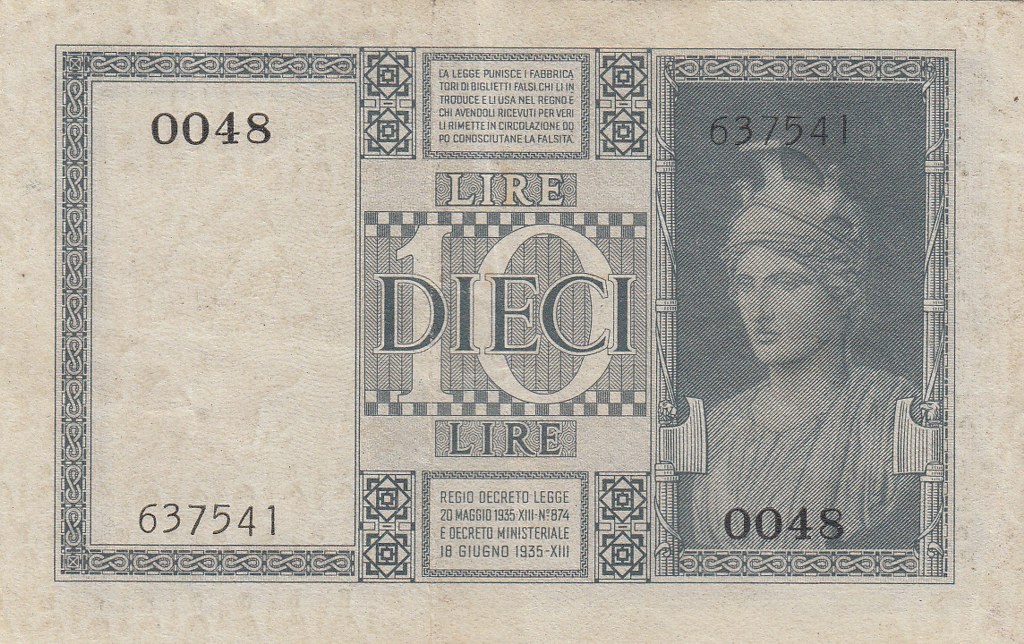 0048
LA LEGGE PUNISCE I FABBRICA
TORI DI BIGLIETTI FALSI, CHI LI IN
TRODUCE E LI USA NEL REGNO E
CHI AVENDOLI RICEVUTI PER VERI
LI RIMETTE IN CIRCOLAZIONE DO
PO CONOSCIUTANE LA FALSITÀ.
637541
LIRE
10
DIECI
LIRE
637541
REGIO DECRETO LEGGE
20 MAGGIO 1935-XIII-Nº 874
E DECRETO MINISTERIALE
18 GIUGNO 1935-XIII
0048